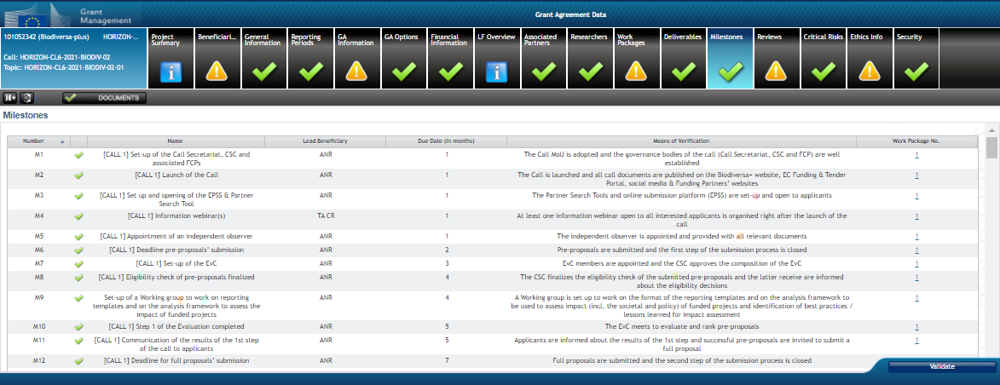 Grant
Management
Grant Agreement Data
101052342 (Biodiversa-plus) HORIZON-..
Call: HORIZON-CL6-2021-BIODIV-02
Topic: HORIZON-CL6-2021-BIODIV-02-01
Project Summary
Beneficiari...
General Information
Reporting Periods
GA Information
GA Options
Financial Information
LF Overview
Associated Partners
Researchers
Work Packages
Deliverables
Milestones
Reviews
Critical Risks
Ethics Info
Security
DOCUMENTS
Milestones
Number Name Lead Beneficiary Due Date (in months) Means of Verification Work Package No.
M1 [CALL 1] Set-up of the Call Secretariat, CSC and ANR 1 The Call MoU is adopted and the governance bodies of the call (Call Secretariat, CSC and FCP) are well 1
associated FCPs established
M2 [CALL 1] Launch of the Call ANR 1 The Call is launched and all call documents are published on the Biodiversa+ website, EC Funding & Tender 1
Portal, social media & Funding Partners' websites
M3 [CALL 1] Set up and opening of the EPSS & Partner ANR 1 The Partner Search Tools and online submission platform (EPSS) are set-up and open to applicants 1
Search Tool
M4 [CALL 1] Information webinar(s) TA CR 1 At least one information webinar open to all interested applicants is organised right after the launch of the 1
call
M5 [CALL 1] Appointment of an independent observer ANR 1 The independent observer is appointed and provided with all relevant documents 1
M6 [CALL 1] Deadline pre-proposals' submission ANR 2 Pre-proposals are submitted and the first step of the submission process is closed 1
M7 [CALL 1] Set-up of the EvC ANR 3 EvC members are appointed and the CSC approves the composition of the EvC 1
M8 [CALL 1] Eligibility check of pre-proposals finalized ANR 4 The CSC finalizes the eligibility check of the submitted pre-proposals and the latter receive are informed 1
about the eligibility decisions
M9 Set-up of a Working group to work on reporting ANR 4 A Working group is set up to work on the format of the reporting templates and on the analysis framework to 1
templates and on the analysis framework to assess the be used to assess impact (incl. the societal and policy) of funded projects and identification of best practices /
impact of funded projects lessons learned for impact assessment
M10 [CALL 1] Step 1 of the Evaluation completed ANR 5 The EvC meets to evaluate and rank pre-proposals 1
M11 [CALL 1] Communication of the results of the 1st step ANR 5 Applicants are informed about the results of the 1st step and successful pre-proposals are invited to submit a 1
of the call to applicants full proposal
M12 [CALL 1] Deadline for full proposals' submission ANR 7 Full proposals are submitted and the second step of the submission process is closed 1
Validate